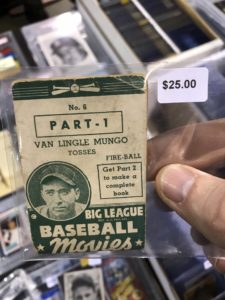 $25.00
No. 6
PART-1
VAN LINGLE MUNGO
TOSSES
FIRE-BALL
Get Part 2
to make a
complete
book
BIG LEAGUE
BASEBALL
Movies